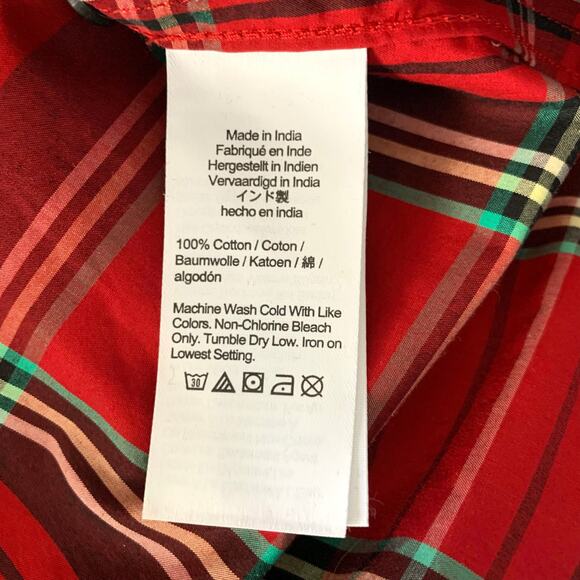 Made in India
Fabriqué en Inde
Hergestellt in Indien
Vervaardigd in India
インド製
hecho en india
100% Cotton / Coton /
Baumwolle / Katoen / 綿 /
algodón
Machine Wash Cold With Like
Colors. Non-Chlorine Bleach
Only. Tumble Dry Low. Iron on
Lowest Setting.
30